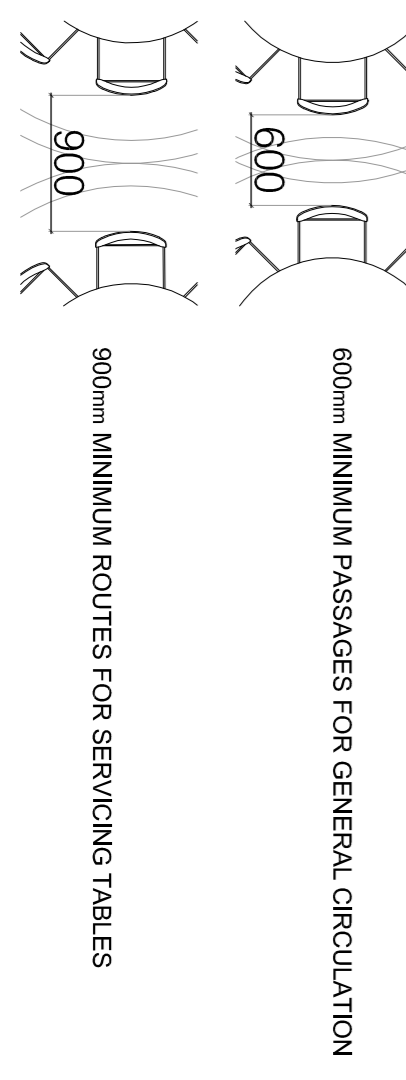 600
600mm MINIMUM PASSAGES FOR GENERAL CIRCULATION
900
900mm MINIMUM ROUTES FOR SERVICING TABLES